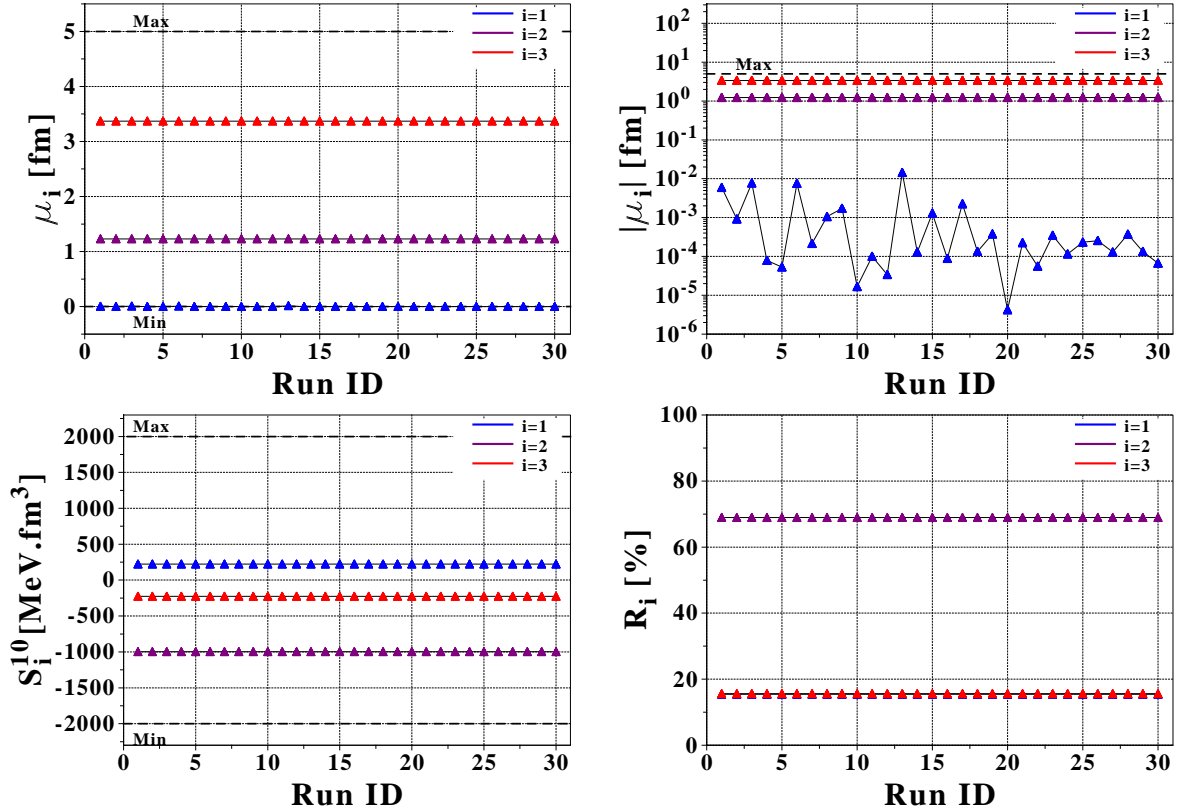 Max
i=1
i=2
i=3
5
4
3
2
1
0
Min
μ_i [fm]
0 5 10 15 20 25 30
Run ID
i=1
i=2
i=3
10^2
10^1
Max
10^0
10^-1
10^-2
10^-3
10^-4
10^-5
10^-6
|μ_i| [fm]
0 5 10 15 20 25 30
Run ID
Max
i=1
i=2
i=3
2000
1500
1000
500
0
-500
-1000
-1500
-2000
Min
S_i^10 [MeV.fm^3]
0 5 10 15 20 25 30
Run ID
i=1
i=2
i=3
100
80
60
40
20
0
R_i [%]
0 5 10 15 20 25 30
Run ID